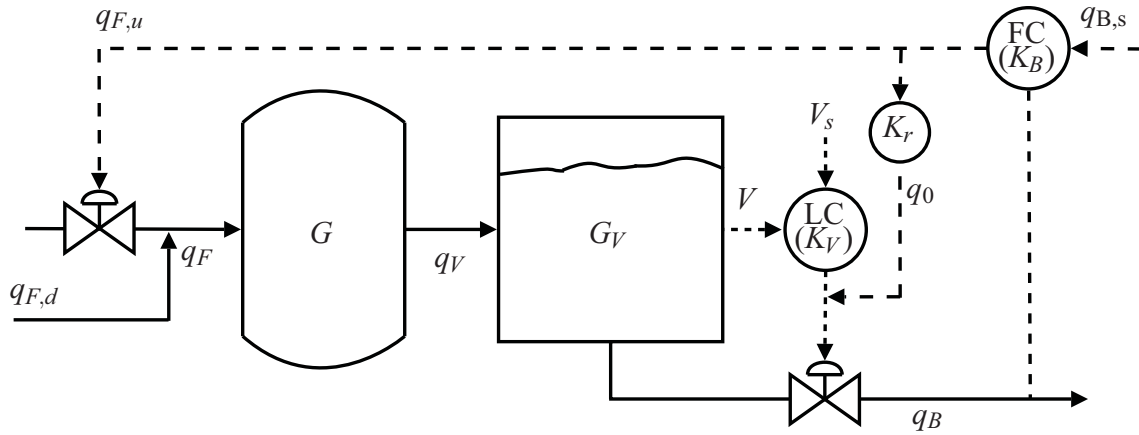 q_{F,u}
FC
(K_B)
q_{B,s}
V_s
K_r
V
q_0
G
G_V
LC
(K_V)
q_F
q_V
q_{F,d}
q_B